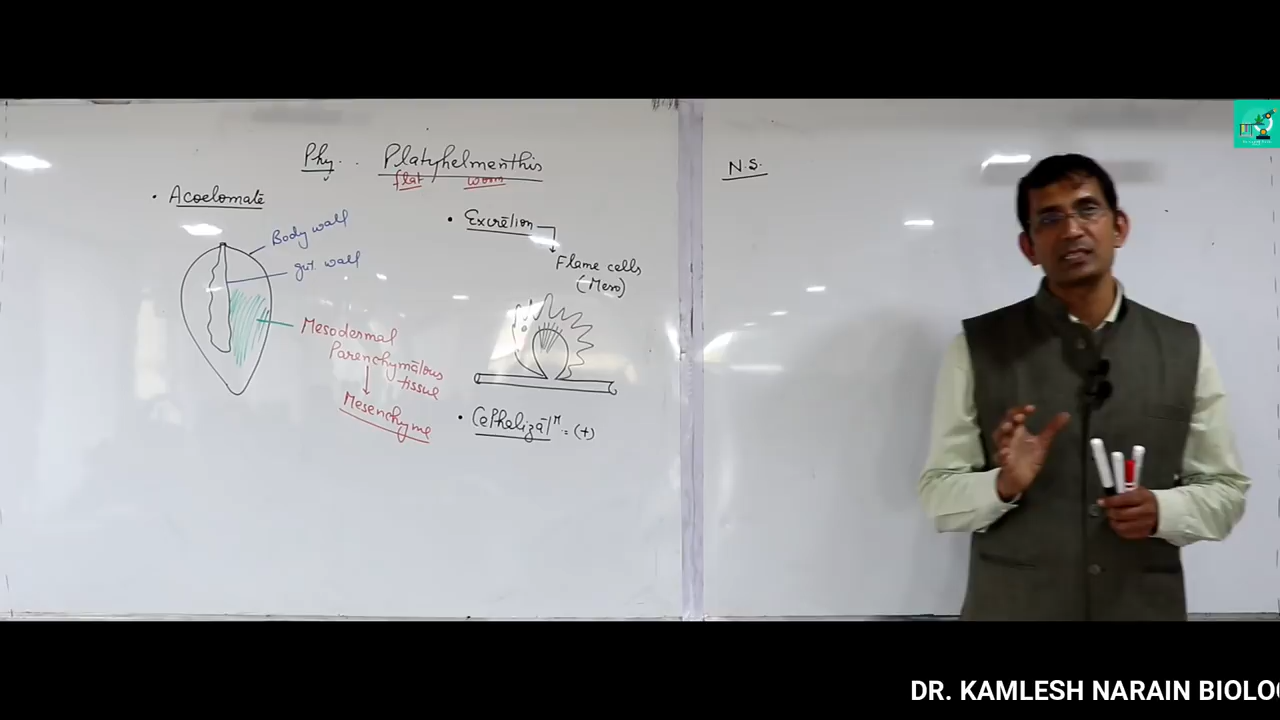 Phy. . Platyhelmenthis
flat worm
• Acoelomate
Body wall
gut wall
Mesodermal
Parenchymatous
tissue
Mesenchyme
• Excretion
Flame cells
(Meso)
• Cephelizatn = (+)
N.S.
DR. KAMLESH NARAIN BIOLO